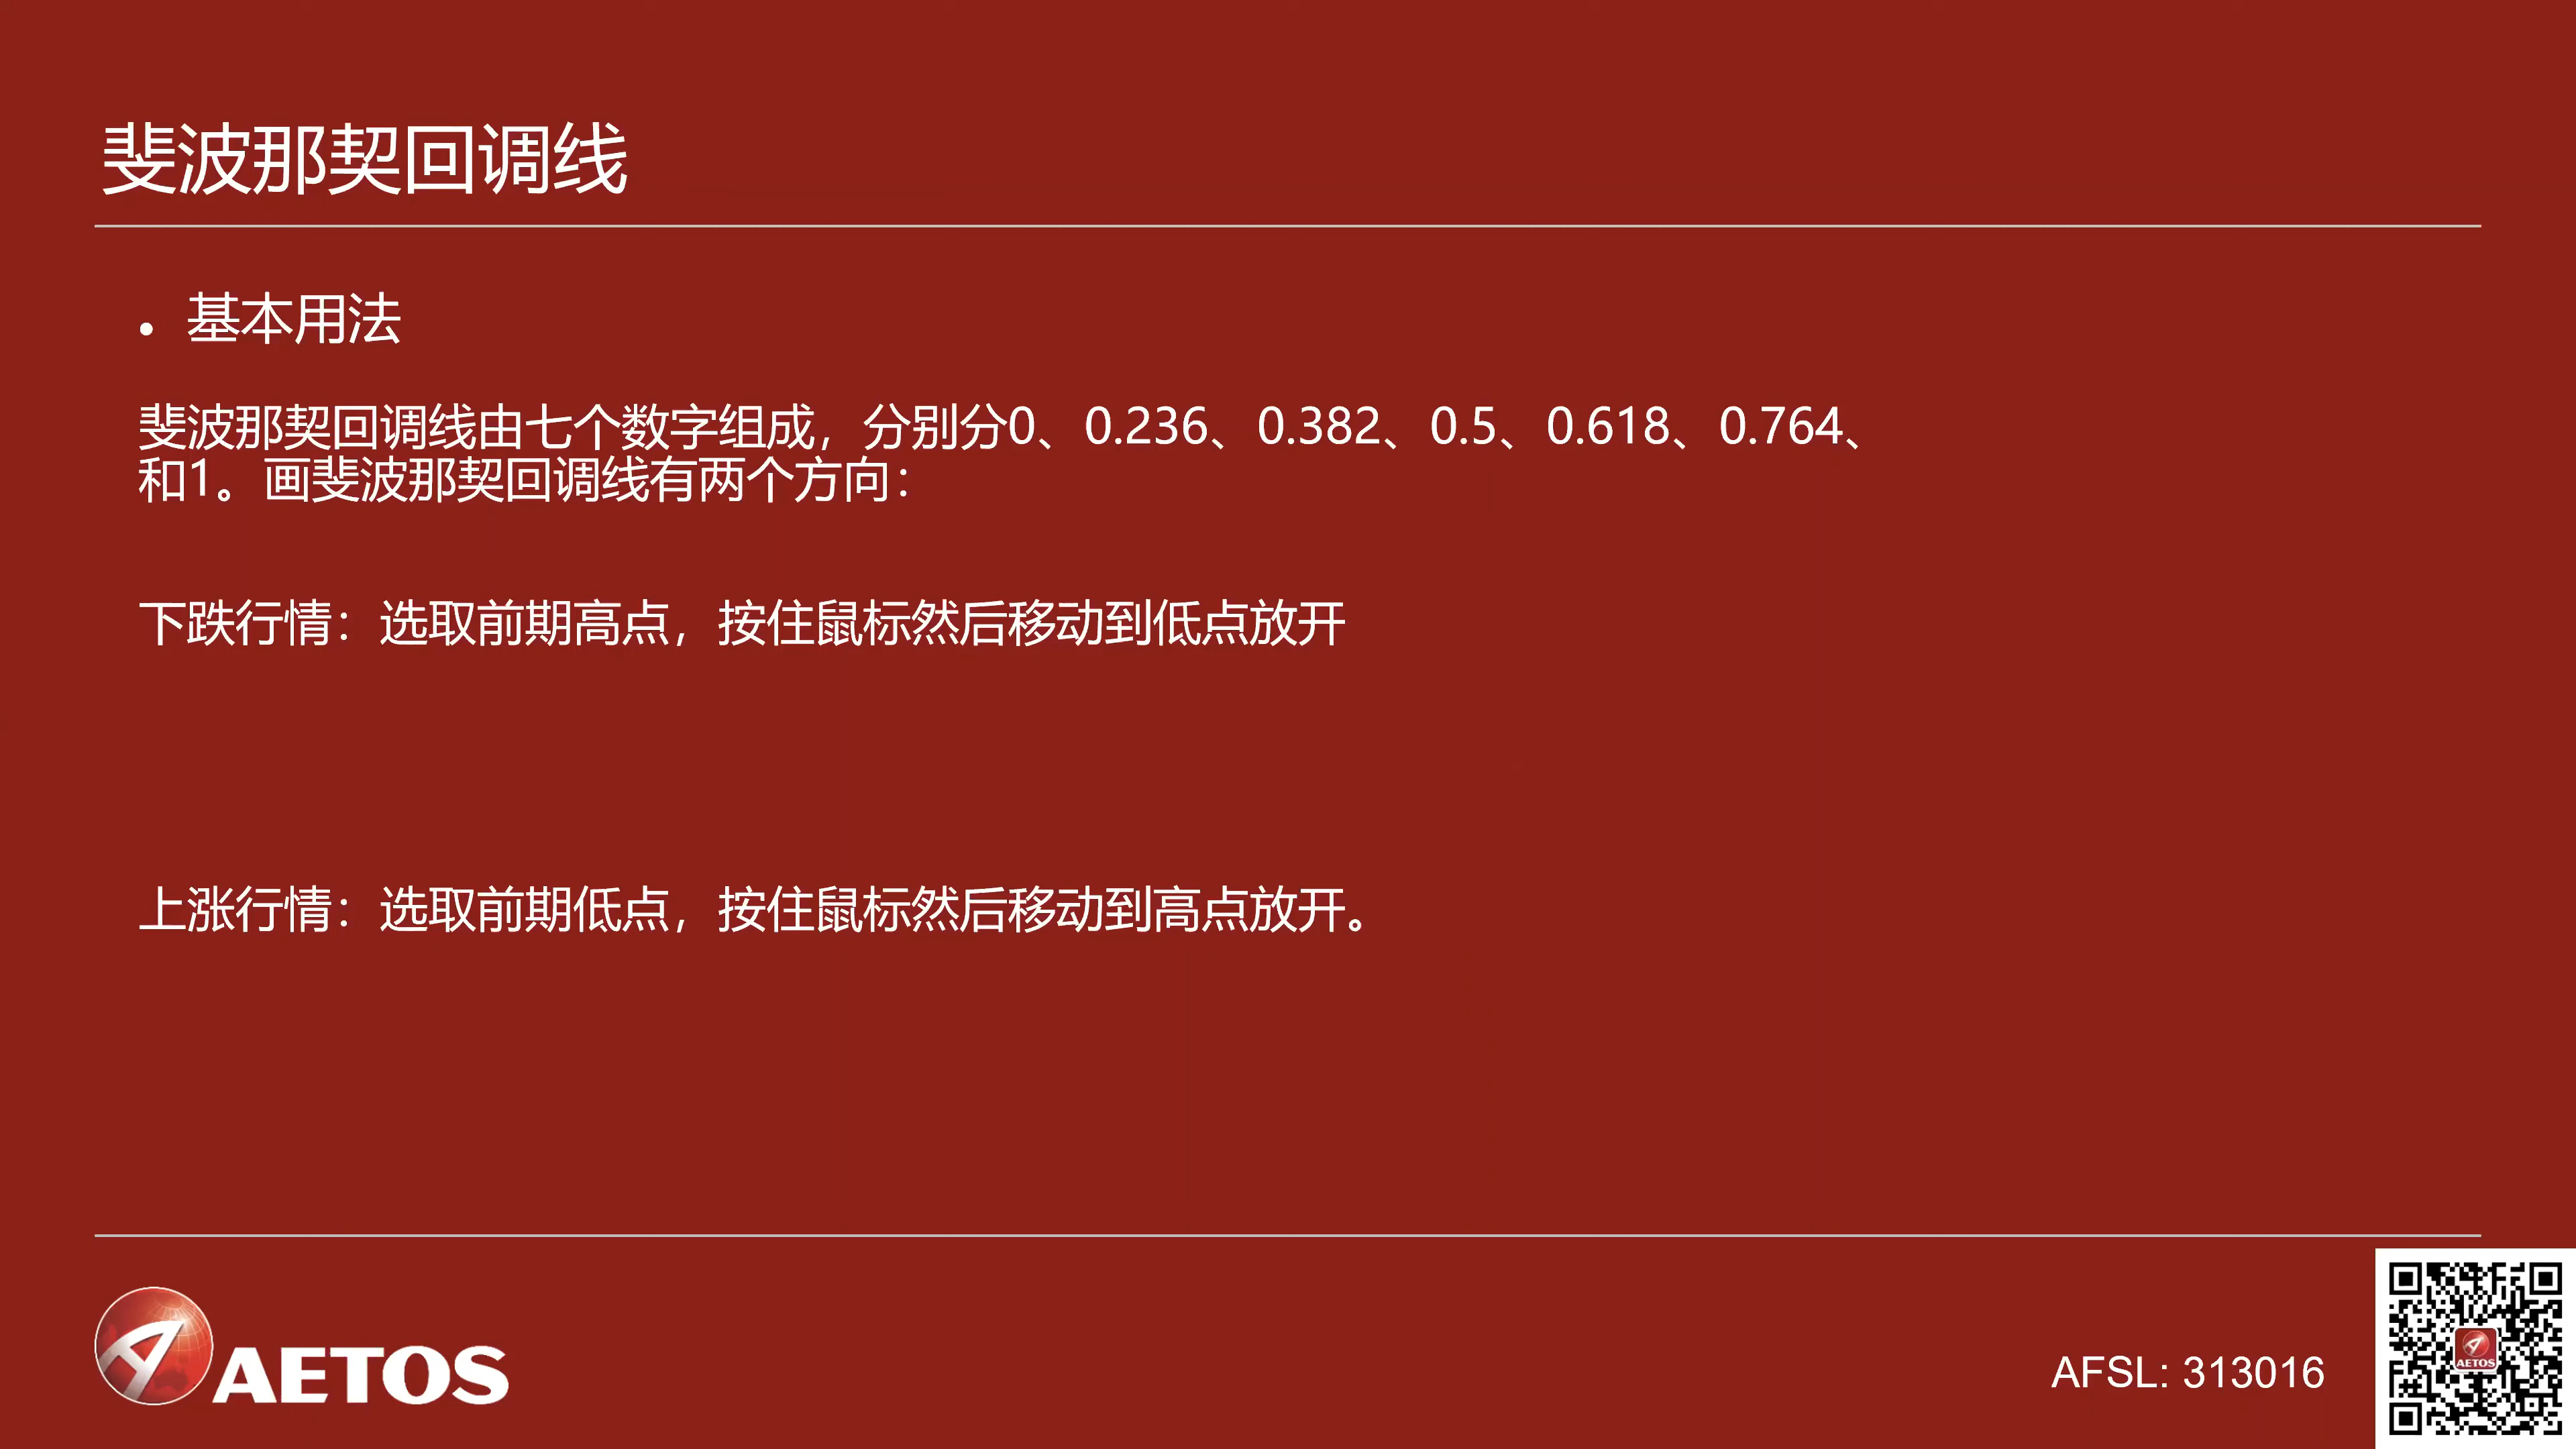 斐波那契回调线
• 基本用法
斐波那契回调线由七个数字组成，分别分0、0.236、0.382、0.5、0.618、0.764、
和1。画斐波那契回调线有两个方向：
下跌行情：选取前期高点，按住鼠标然后移动到低点放开
上涨行情：选取前期低点，按住鼠标然后移动到高点放开。
AETOS
AFSL: 313016
AETOS